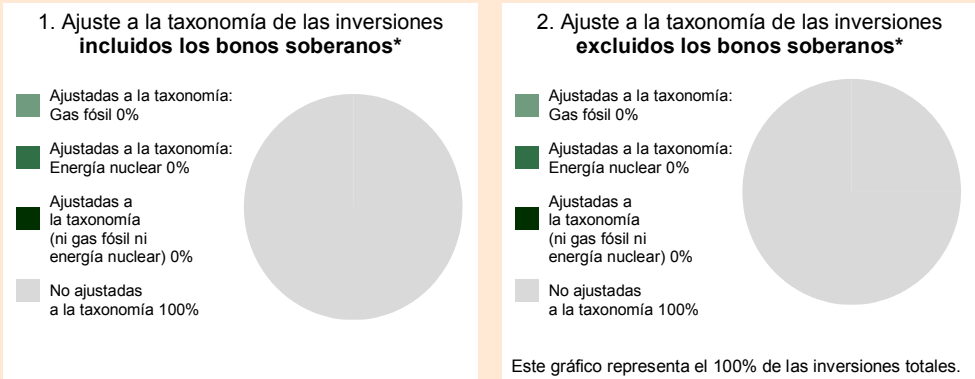 1. Ajuste a la taxonomía de las inversiones
incluidos los bonos soberanos*
Ajustadas a la taxonomía:
Gas fósil 0%
Ajustadas a la taxonomía:
Energía nuclear 0%
Ajustadas a
la taxonomía
(ni gas fósil ni
energía nuclear) 0%
No ajustadas
a la taxonomía 100%
2. Ajuste a la taxonomía de las inversiones
excluidos los bonos soberanos*
Ajustadas a la taxonomía:
Gas fósil 0%
Ajustadas a la taxonomía:
Energía nuclear 0%
Ajustadas a
la taxonomía
(ni gas fósil ni
energía nuclear) 0%
No ajustadas
a la taxonomía 100%
Este gráfico representa el 100% de las inversiones totales.